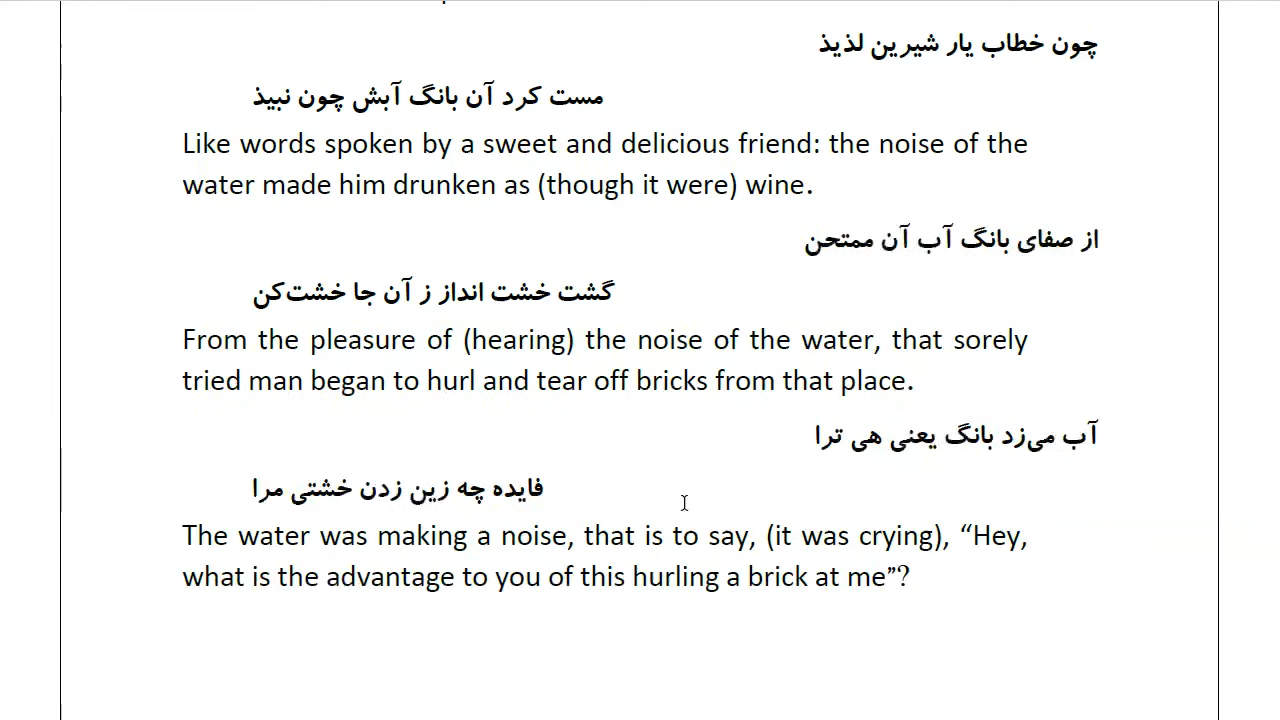 چون خطاب یار شیرین لذیذ
مست کرد آن بانگ آبش چون نبیذ
Like words spoken by a sweet and delicious friend: the noise of the
water made him drunken as (though it were) wine.
از صفای بانگ آب آن ممتحن
گشت خشت انداز ز آن جا خشت‌کن
From the pleasure of (hearing) the noise of the water, that sorely
tried man began to hurl and tear off bricks from that place.
آب می‌زد بانگ یعنی هی ترا
فایده چه زین زدن خشتی مرا
The water was making a noise, that is to say, (it was crying), “Hey,
what is the advantage to you of this hurling a brick at me”?